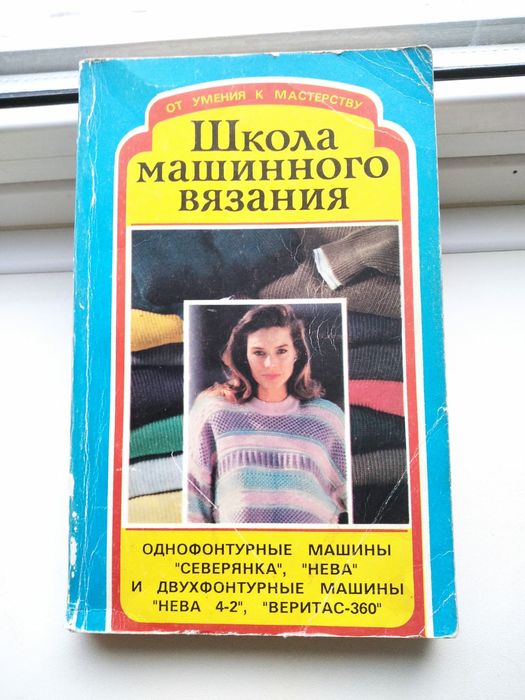 ОТ УМЕНИЯ К МАСТЕРСТВУ
Школа
машинного
вязания
ОДНОФОНТУРНЫЕ МАШИНЫ
"СЕВЕРЯНКА", "НЕВА"
И ДВУХФОНТУРНЫЕ МАШИНЫ
"НЕВА 4-2", "ВЕРИТАС-360"